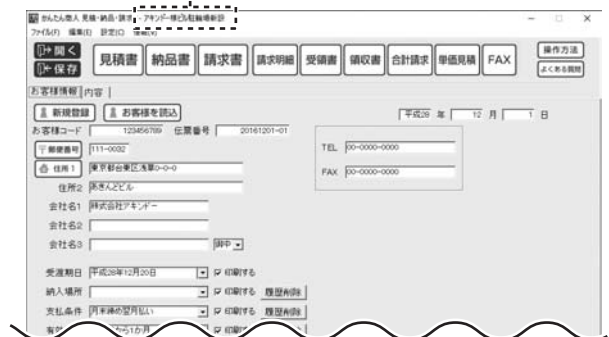 かんたん商人 見積・納品・請求 - アキンドー様ビル駐輪場新設
ファイル(F) 編集(E) 設定(O) 情報(V)
開く
保存
見積書 納品書 請求書 請求明細 受領書 領収書 合計請求 単価見積 FAX
操作方法
よくある質問
お客様情報 内容
新規登録 お客様を読込 平成28 年 12 月 1 日
お客様コード 123456789 伝票番号 20161201-01
〒郵便番号 111-0032
TEL 00-0000-0000
住所1 東京都台東区浅草0-0-0
FAX 00-0000-0000
住所2 あきんどビル
会社名1 株式会社アキンドー
会社名2
会社名3 御中
受渡期日 平成28年12月20日 印刷する
納入場所 印刷する 履歴削除
支払条件 月末締め翌月払い 印刷する 履歴削除
から1か月 印刷する